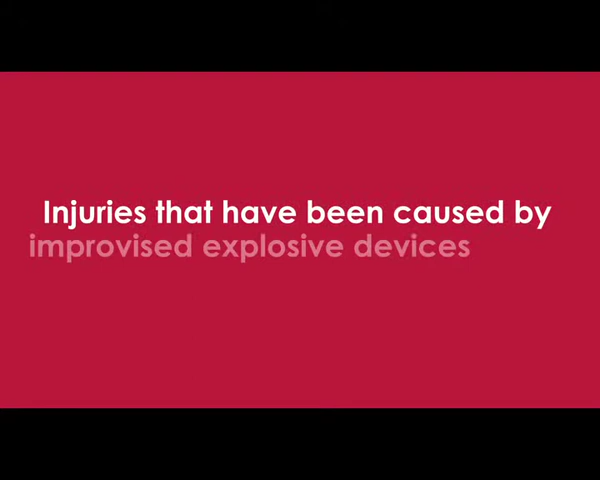 Injuries that have been caused by
improvised explosive devices